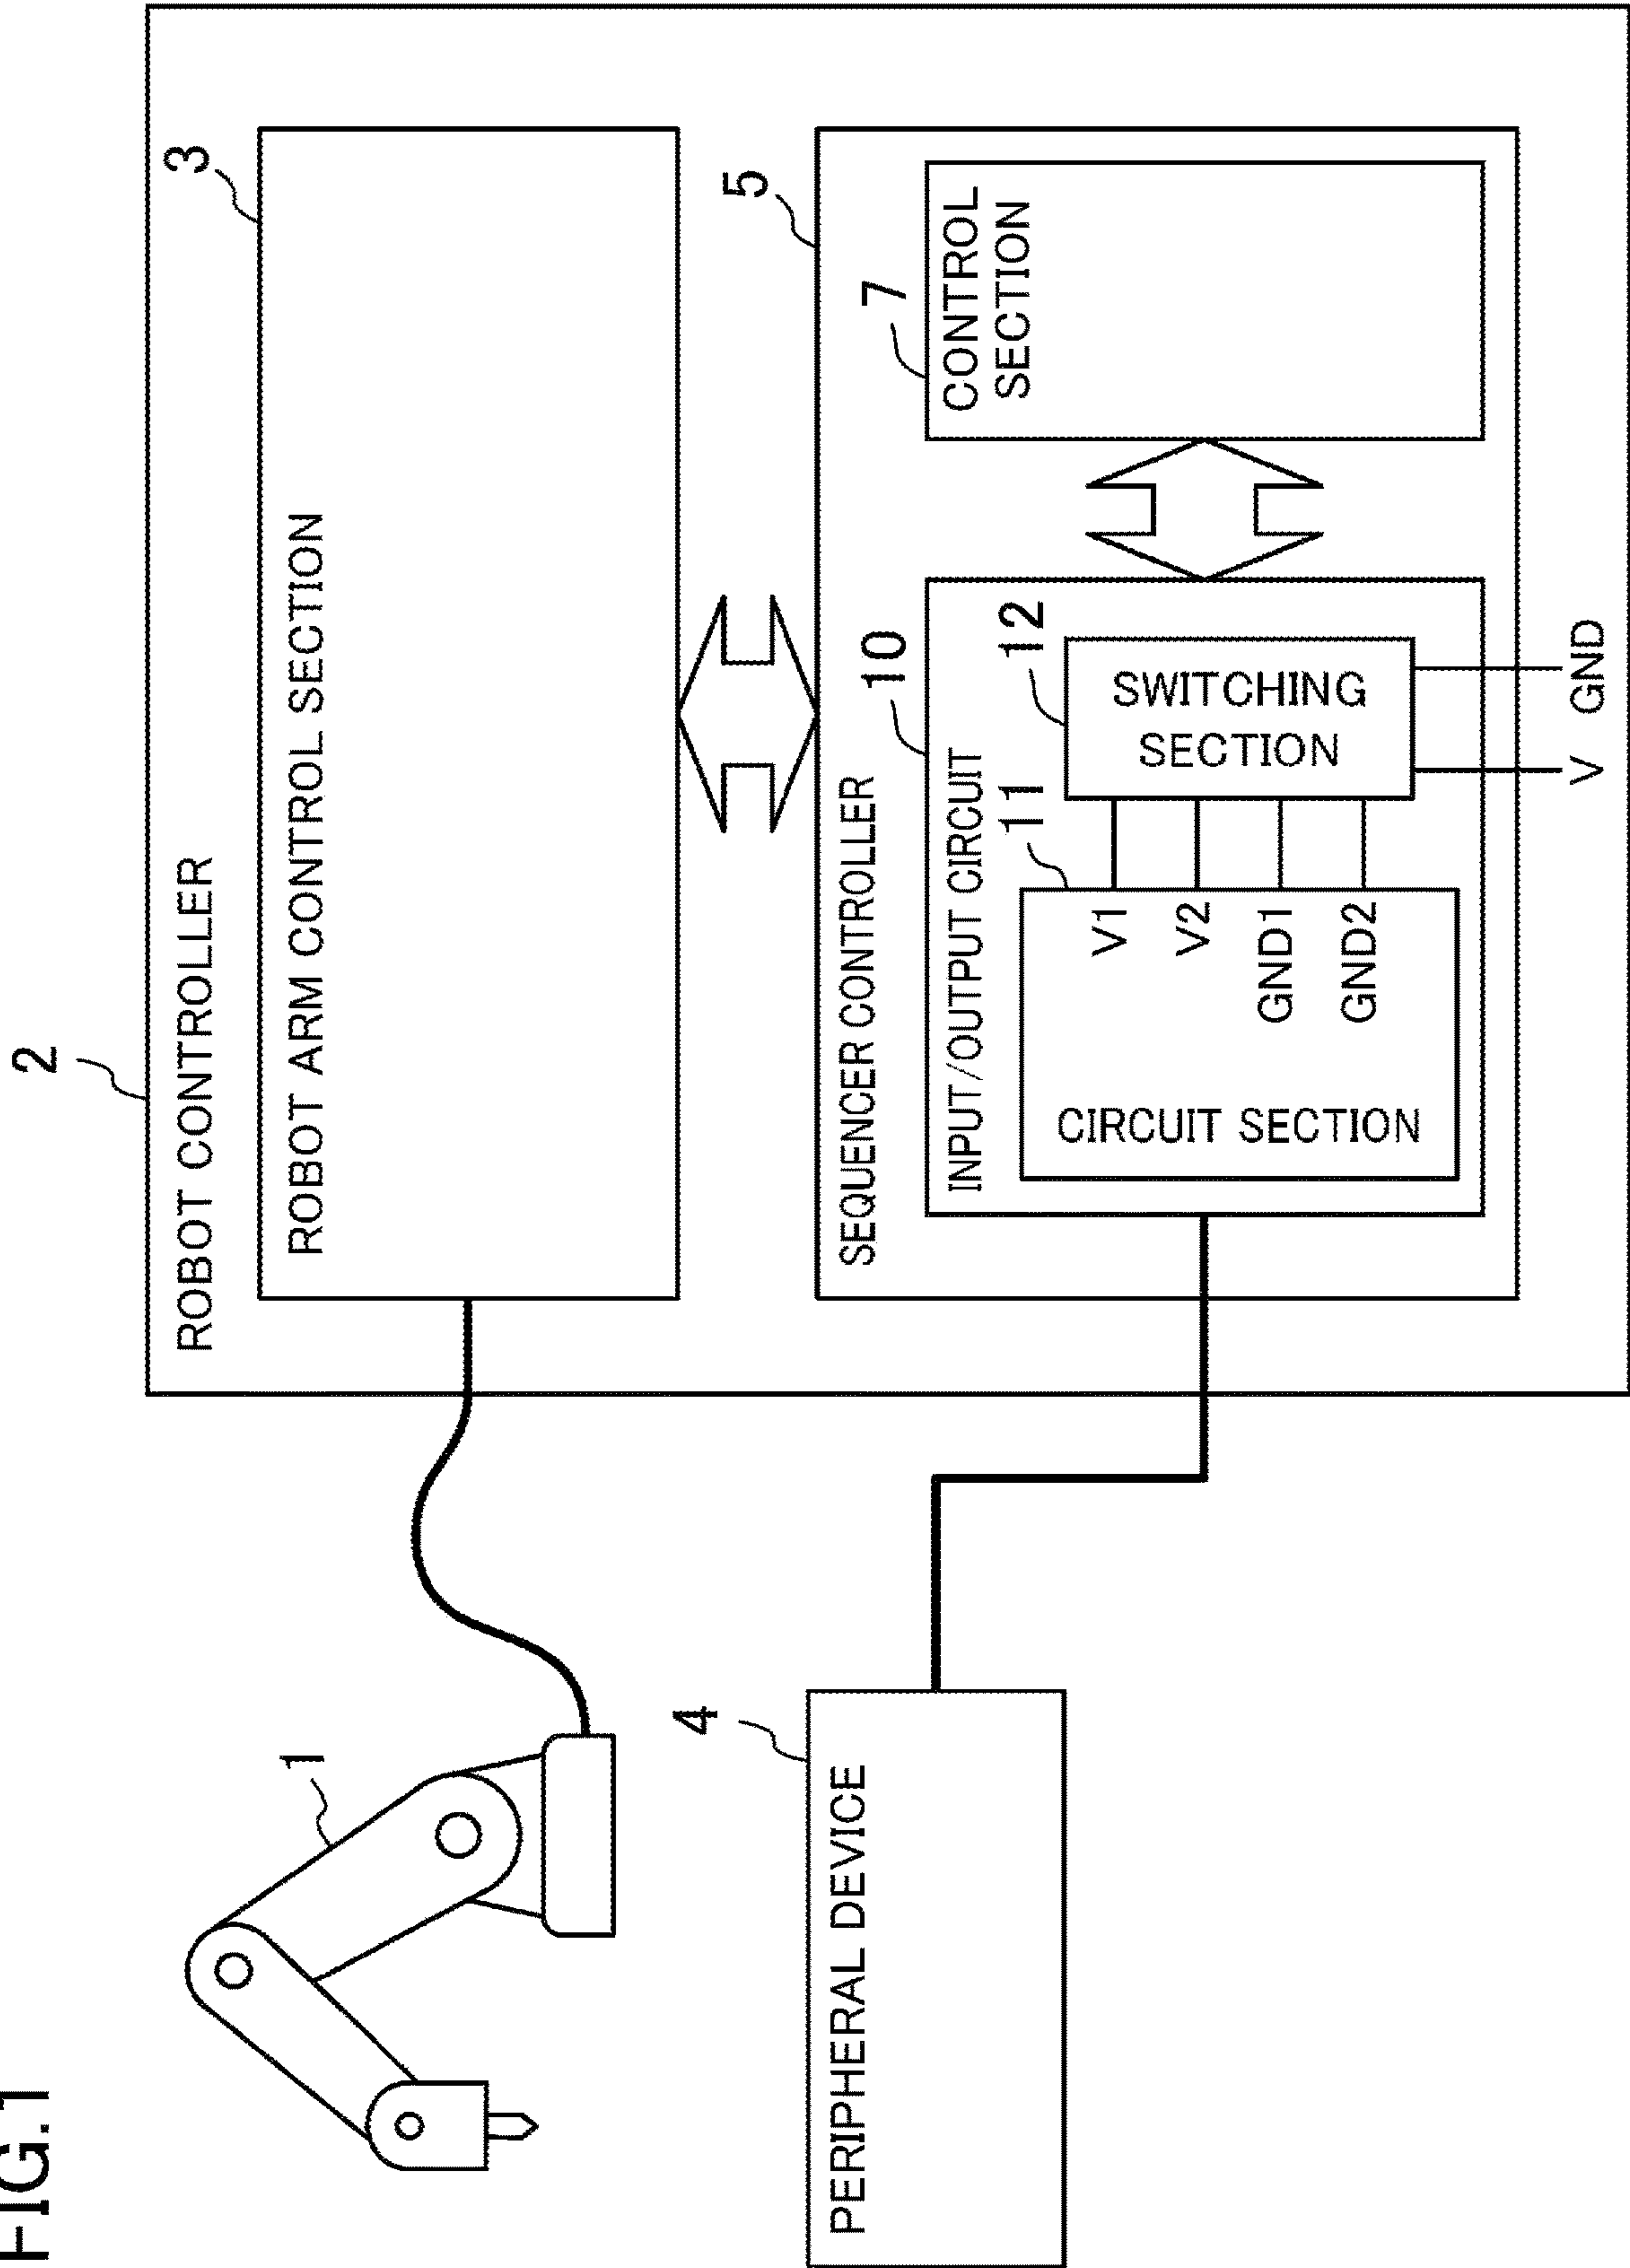 FIG.1
2
ROBOT CONTROLLER
3
ROBOT ARM CONTROL SECTION
1
4
PERIPHERAL DEVICE
5
SEQUENCER CONTROLLER
10
INPUT/OUTPUT CIRCUIT
11
CIRCUIT SECTION
V1
V2
GND1
GND2
12
SWITCHING
SECTION
7
CONTROL
SECTION
V
GND